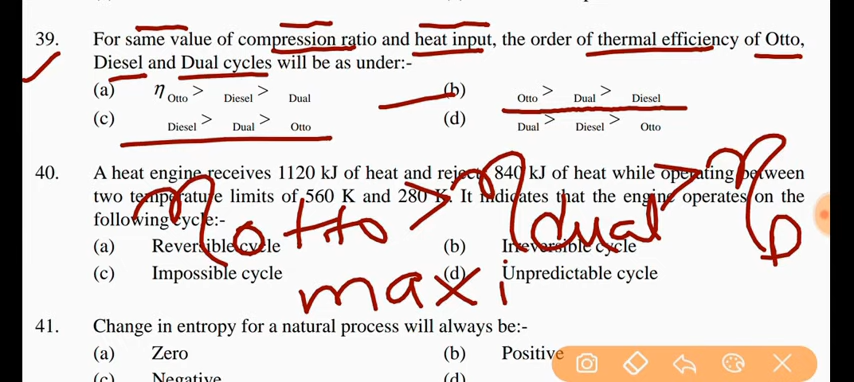 39. For same value of compression ratio and heat input, the order of thermal efficiency of Otto,
Diesel and Dual cycles will be as under:-
(a) η Otto > Diesel > Dual (b) Otto > Dual > Diesel
(c) Diesel > Dual > Otto (d) Dual > Diesel > Otto
40. A heat engine receives 1120 kJ of heat and reject 840 kJ of heat while operating between
two temperature limits of 560 K and 280 K. It indicates that the engine operates on the
following cycle:-
η otto > η dual > η D
(a) Reversible cycle (b) Irreversible cycle
(c) Impossible cycle (d) Unpredictable cycle
maxi
41. Change in entropy for a natural process will always be:-
(a) Zero (b) Positive
(c) Negative (d)